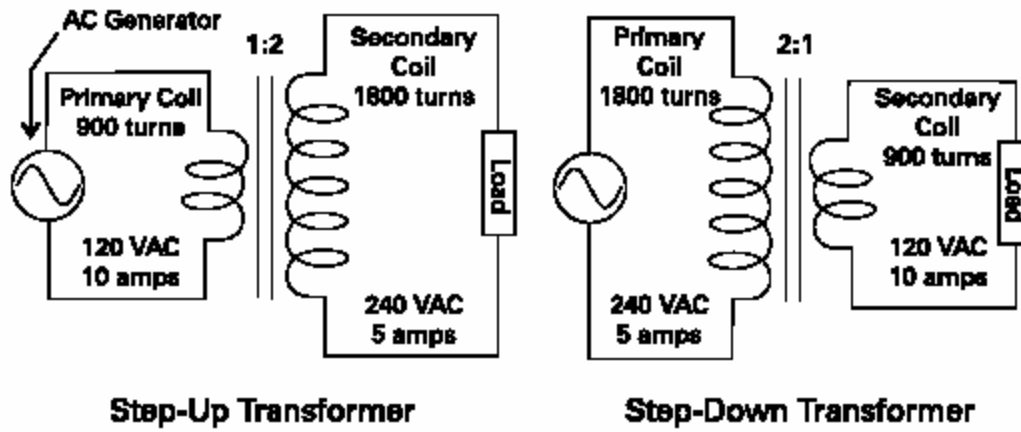 AC Generator
1:2
Primary Coil
900 turns
120 VAC
10 amps
Secondary
Coil
1800 turns
Load
240 VAC
5 amps
Step-Up Transformer
Primary
Coil
1800 turns
2:1
240 VAC
5 amps
Secondary
Coil
900 turns
Load
120 VAC
10 amps
Step-Down Transformer